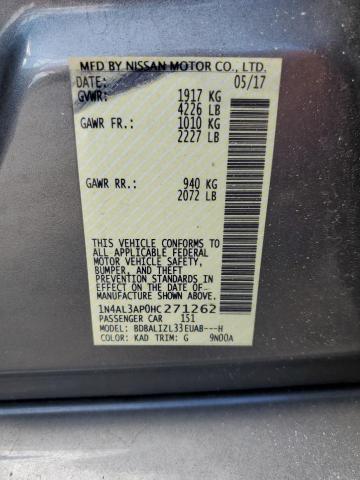 MFD BY NISSAN MOTOR CO., LTD.
DATE: 05/17
GVWR: 1917 KG
4226 LB
GAWR FR.: 1010 KG
2227 LB
GAWR RR.: 940 KG
2072 LB
THIS VEHICLE CONFORMS TO
ALL APPLICABLE FEDERAL
MOTOR VEHICLE SAFETY,
BUMPER, AND THEFT
PREVENTION STANDARDS
IN EFFECT ON THE DATE OF
MANUFACTURE SHOWN ABOVE.
1N4AL3AP0HC271262
PASSENGER CAR 151
MODEL: BDBALIZL33EUAB---H
COLOR: KAD TRIM: G 9N00A